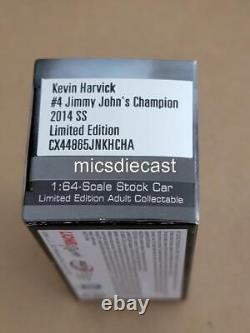 Kevin Harvick
#4 Jimmy John's Champion
2014 SS
Limited Edition
CX44865JNKHCHA
micsdiecast
1:64-Scale Stock Car
Limited Edition Adult Collectable